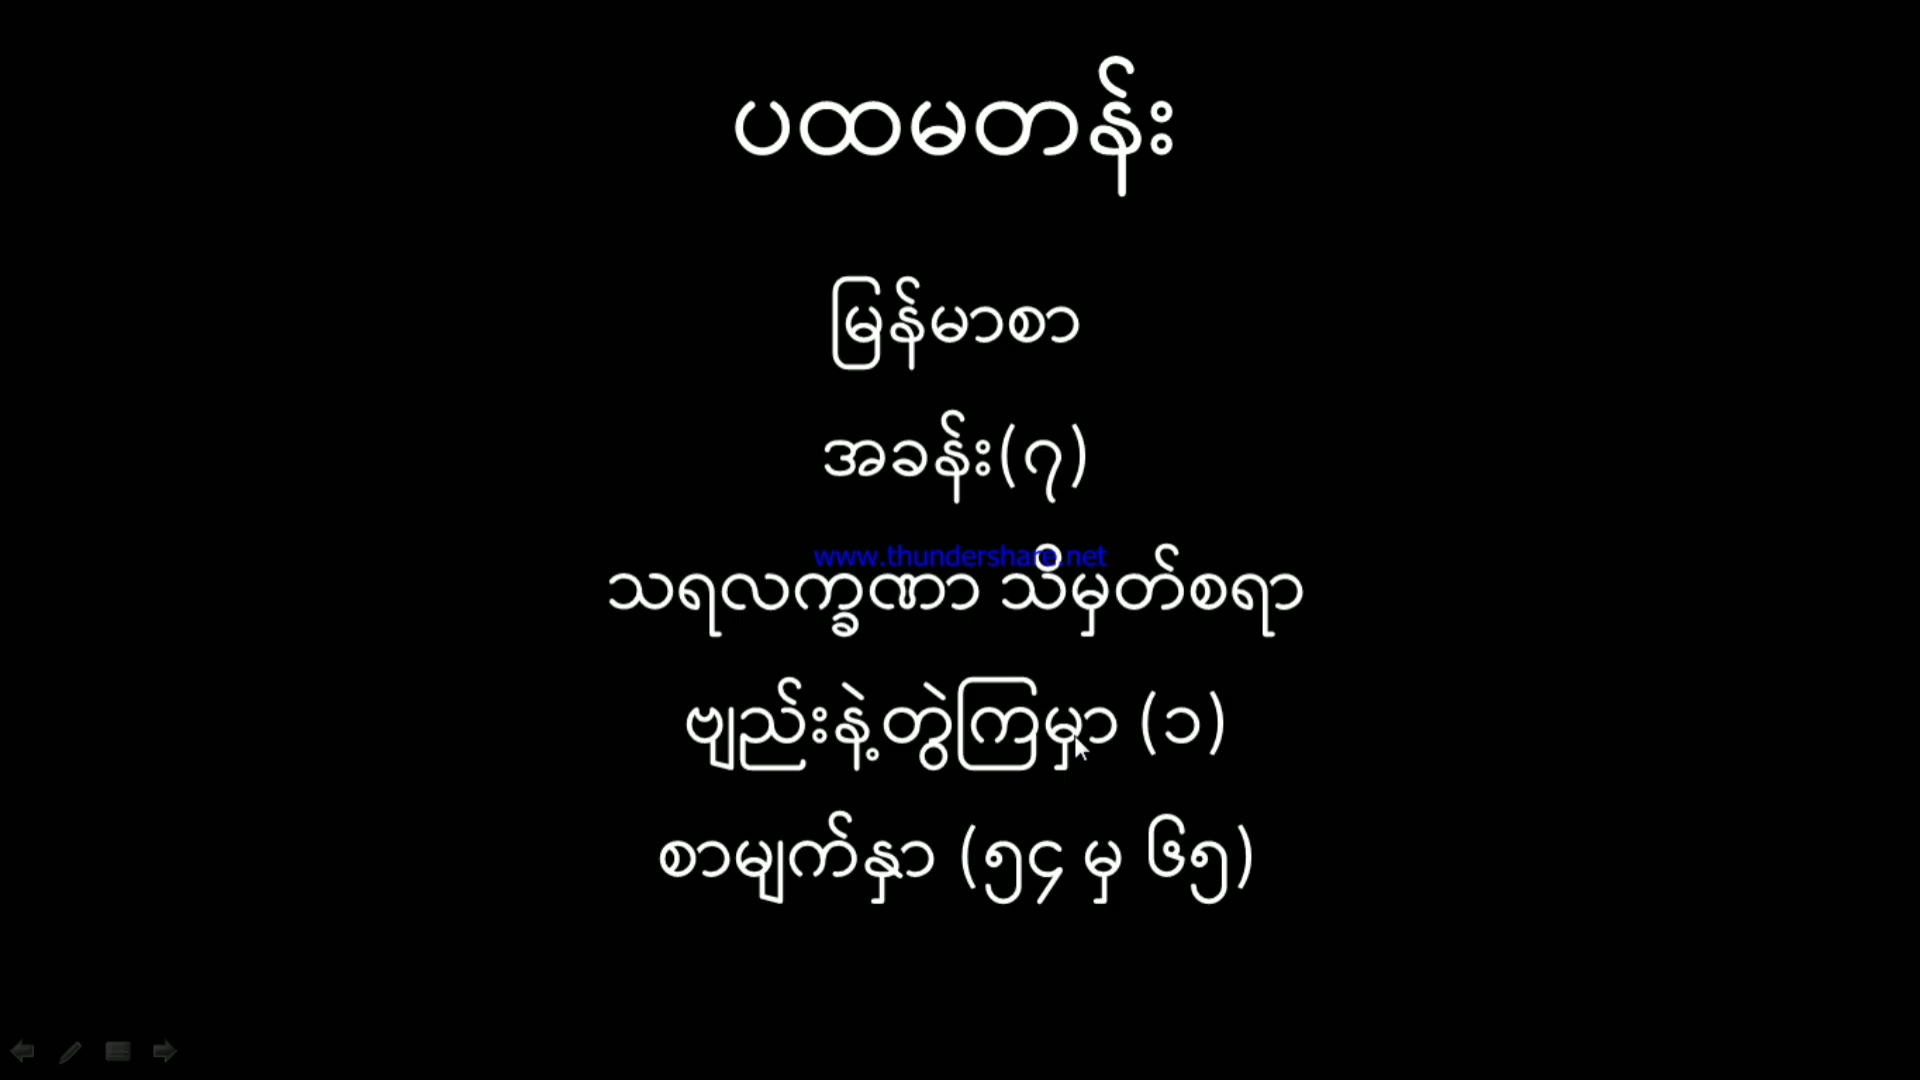 ပထမတန်း
မြန်မာစာ
အခန်း(၇)
www.thundershare.net
သရလက္ခဏာ သိမှတ်စရာ
ဗျည်းနဲ့တွဲကြမှာ (၁)
စာမျက်နှာ (၅၄ မှ ၆၅)